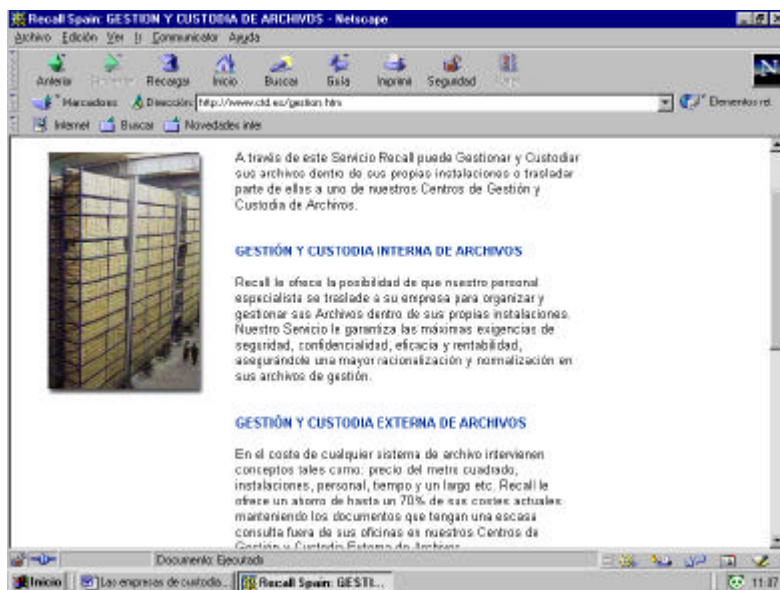 Recall Spain: GESTION Y CUSTODIA DE ARCHIVOS - Netscape
Archivo Edición Ver Ir Communicator Ayuda
Anterior Recargar Inicio Buscar Guía Imprimir Seguridad
Marcadores Dirección: http://www.ctd.es/gestion.htm Elementos rel.
Internet Buscar Novedades inter
A través de este Servicio Recall puede Gestionar y Custodiar
sus archivos dentro de sus propias instalaciones o trasladar
parte de ellos a uno de nuestros Centros de Gestión y
Custodia de Archivos.
GESTIÓN Y CUSTODIA INTERNA DE ARCHIVOS
Recall le ofrece la posibilidad de que nuestro personal
especialista se traslade a su empresa para organizar y
gestionar sus Archivos dentro de sus propias instalaciones.
Nuestro Servicio le garantiza las máximas exigencias de
seguridad, confidencialidad, eficacia y rentabilidad,
asegurándole una mayor racionalización y normalización en
sus archivos de gestión.
GESTIÓN Y CUSTODIA EXTERNA DE ARCHIVOS
En el coste de cualquier sistema de archivo intervienen
conceptos tales como: precio del metro cuadrado,
instalaciones, personal, tiempo y un largo etc. Recall le
ofrece un ahorro de hasta un 70% de sus costes actuales
manteniendo los documentos que tengan una escasa
consulta fuera de sus oficinas en nuestros Centros de
Gestión y Custodia Externa de Archivos.
Documento: Ejecutado
Inicio Las empresas de custodia... Recall Spain: GESTI... 11:07